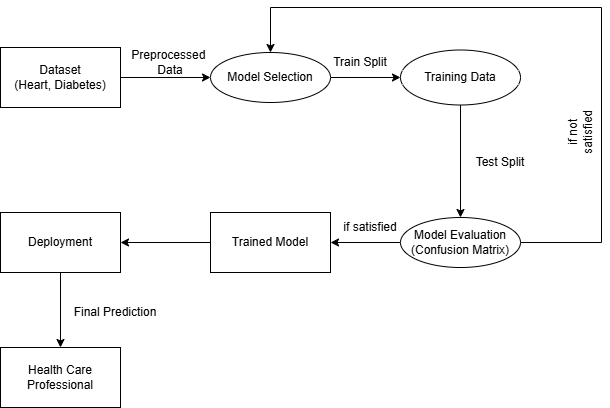 Dataset
(Heart, Diabetes)
Preprocessed
Data
Model Selection
Train Split
Training Data
if not
satisfied
Test Split
Deployment
Trained Model
if satisfied
Model Evaluation
(Confusion Matrix)
Final Prediction
Health Care
Professional